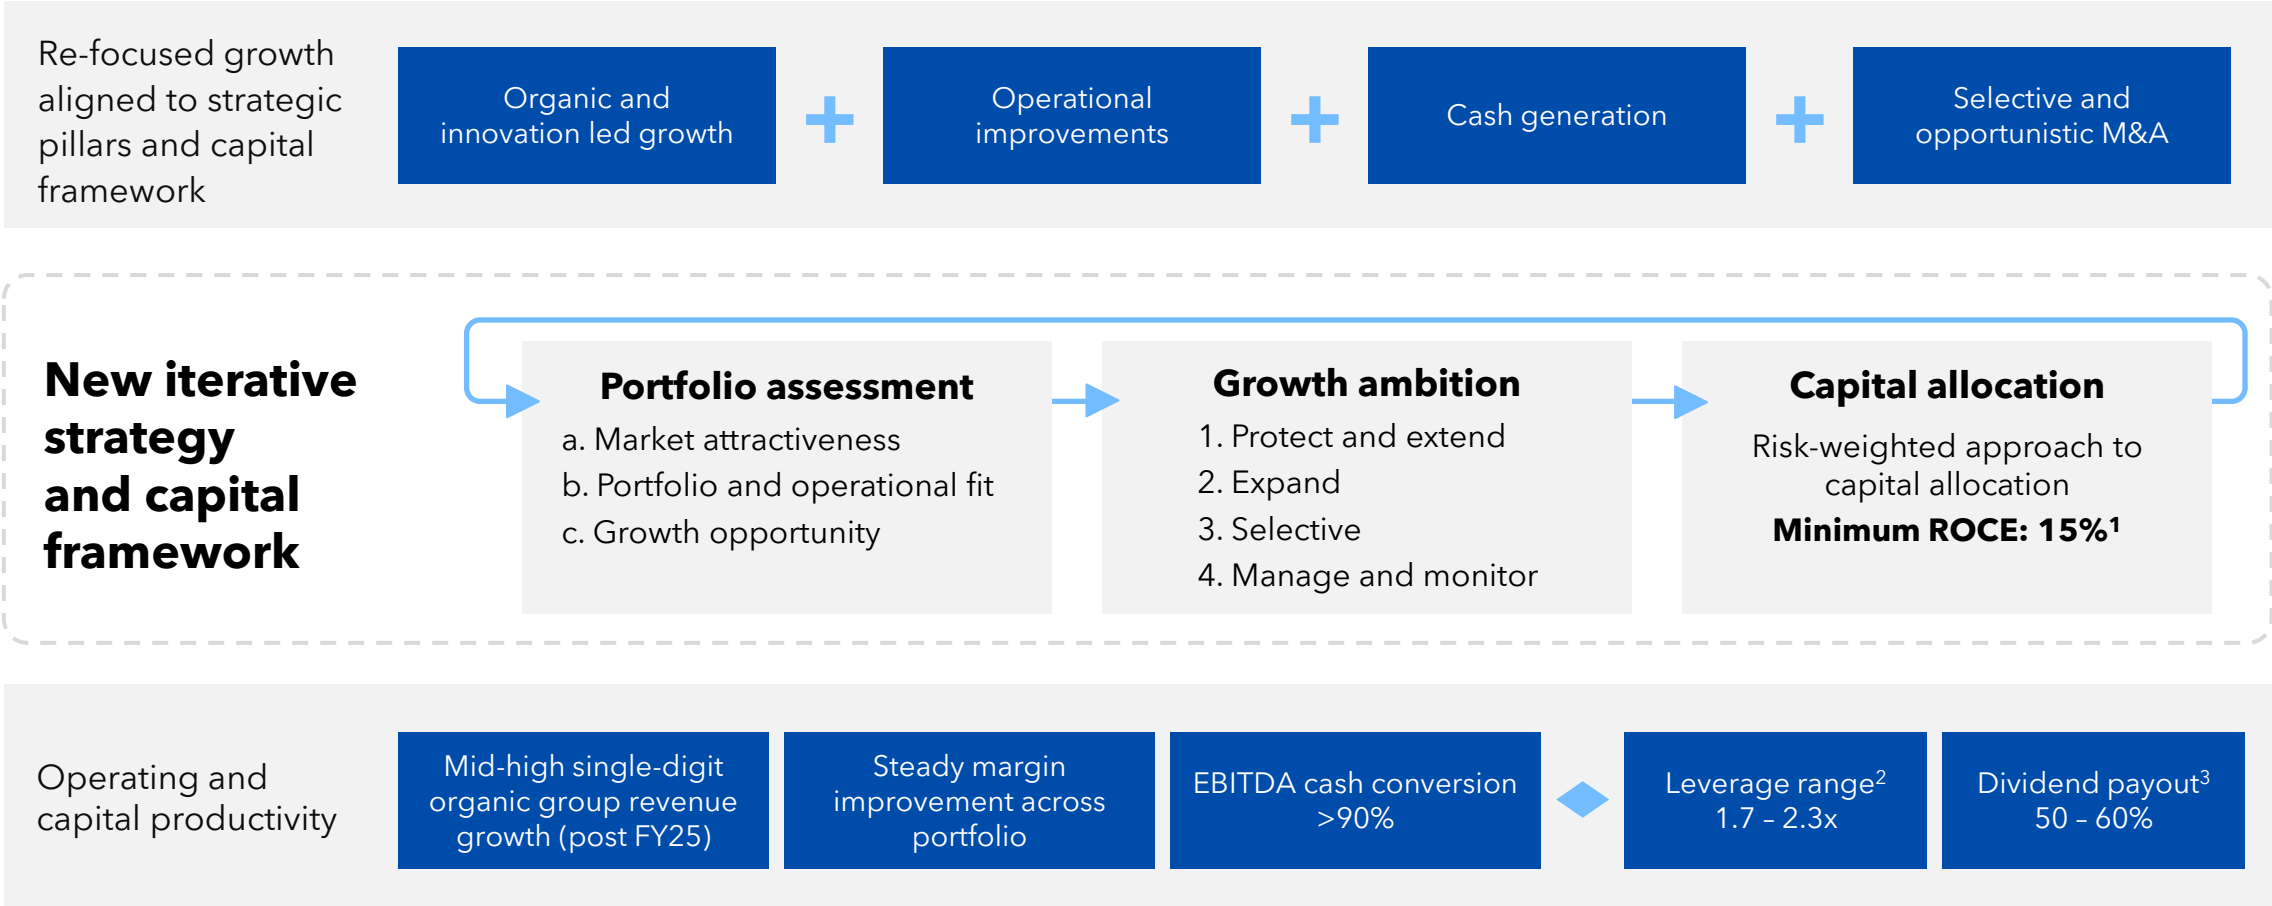 Re-focused growth
aligned to strategic
pillars and capital
framework
Organic and
innovation led growth
+
Operational
improvements
+
Cash generation
+
Selective and
opportunistic M&A
New iterative
strategy
and capital
framework
Portfolio assessment
a. Market attractiveness
b. Portfolio and operational fit
c. Growth opportunity
Growth ambition
1. Protect and extend
2. Expand
3. Selective
4. Manage and monitor
Capital allocation
Risk-weighted approach to
capital allocation
Minimum ROCE: 15%¹
Operating and
capital productivity
Mid-high single-digit
organic group revenue
growth (post FY25)
Steady margin
improvement across
portfolio
EBITDA cash conversion
>90%
Leverage range²
1.7 – 2.3x
Dividend payout³
50 – 60%